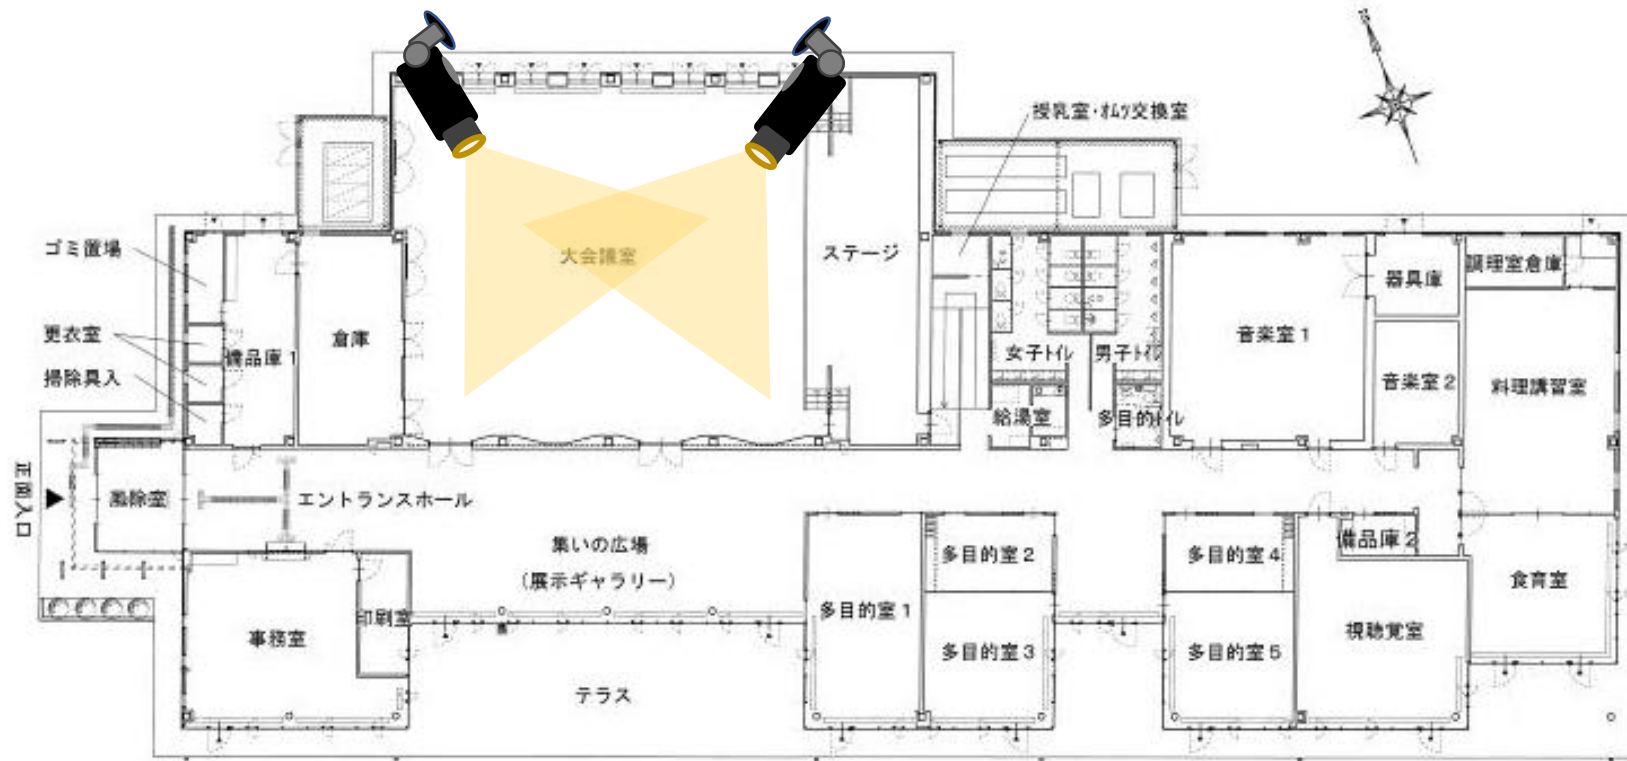 授乳室・オムツ交換室
ゴミ置場
大会議室
ステージ
器具庫
調理室倉庫
更衣室
備品庫1
倉庫
音楽室1
女子トイレ
男子トイレ
掃除具入
音楽室2
料理講習室
給湯室
多目的トイレ
正面入口
風除室
エントランスホール
集いの広場
(展示ギャラリー)
多目的室2
多目的室4
備品庫2
食育室
印刷室
多目的室1
事務室
視聴覚室
多目的室3
多目的室5
テラス